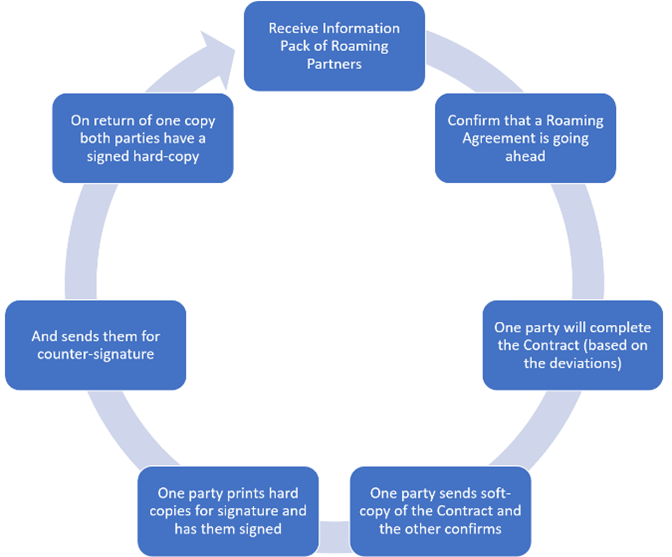 Receive Information
Pack of Roaming
Partners
Confirm that a Roaming
Agreement is going
ahead
One party will complete
the Contract (based on
the deviations)
One party sends soft-
copy of the Contract and
the other confirms
One party prints hard
copies for signature and
has them signed
And sends them for
counter-signature
On return of one copy
both parties have a
signed hard-copy